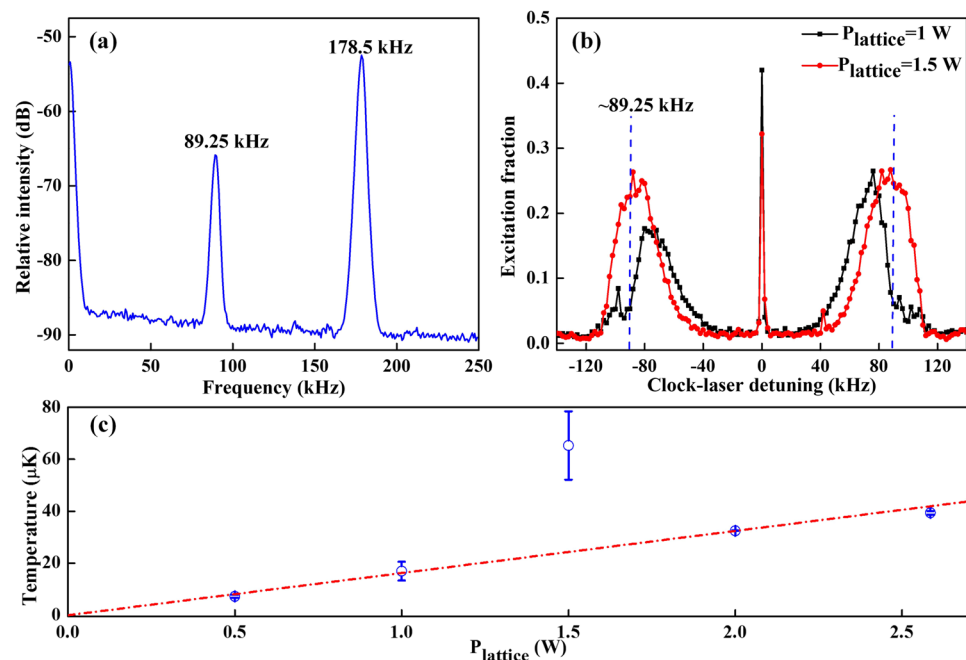 (a)
178.5 kHz
89.25 kHz
-50
-60
-70
-80
-90
Relative intensity (dB)
0
50
100
150
200
250
Frequency (kHz)
(b)
P_lattice=1 W
P_lattice=1.5 W
~89.25 kHz
0.5
0.4
0.3
0.2
0.1
0.0
Excitation fraction
-120
-80
-40
0
40
80
120
Clock-laser detuning (kHz)
(c)
80
60
40
20
0
Temperature (μK)
0.0
0.5
1.0
1.5
2.0
2.5
P_lattice (W)